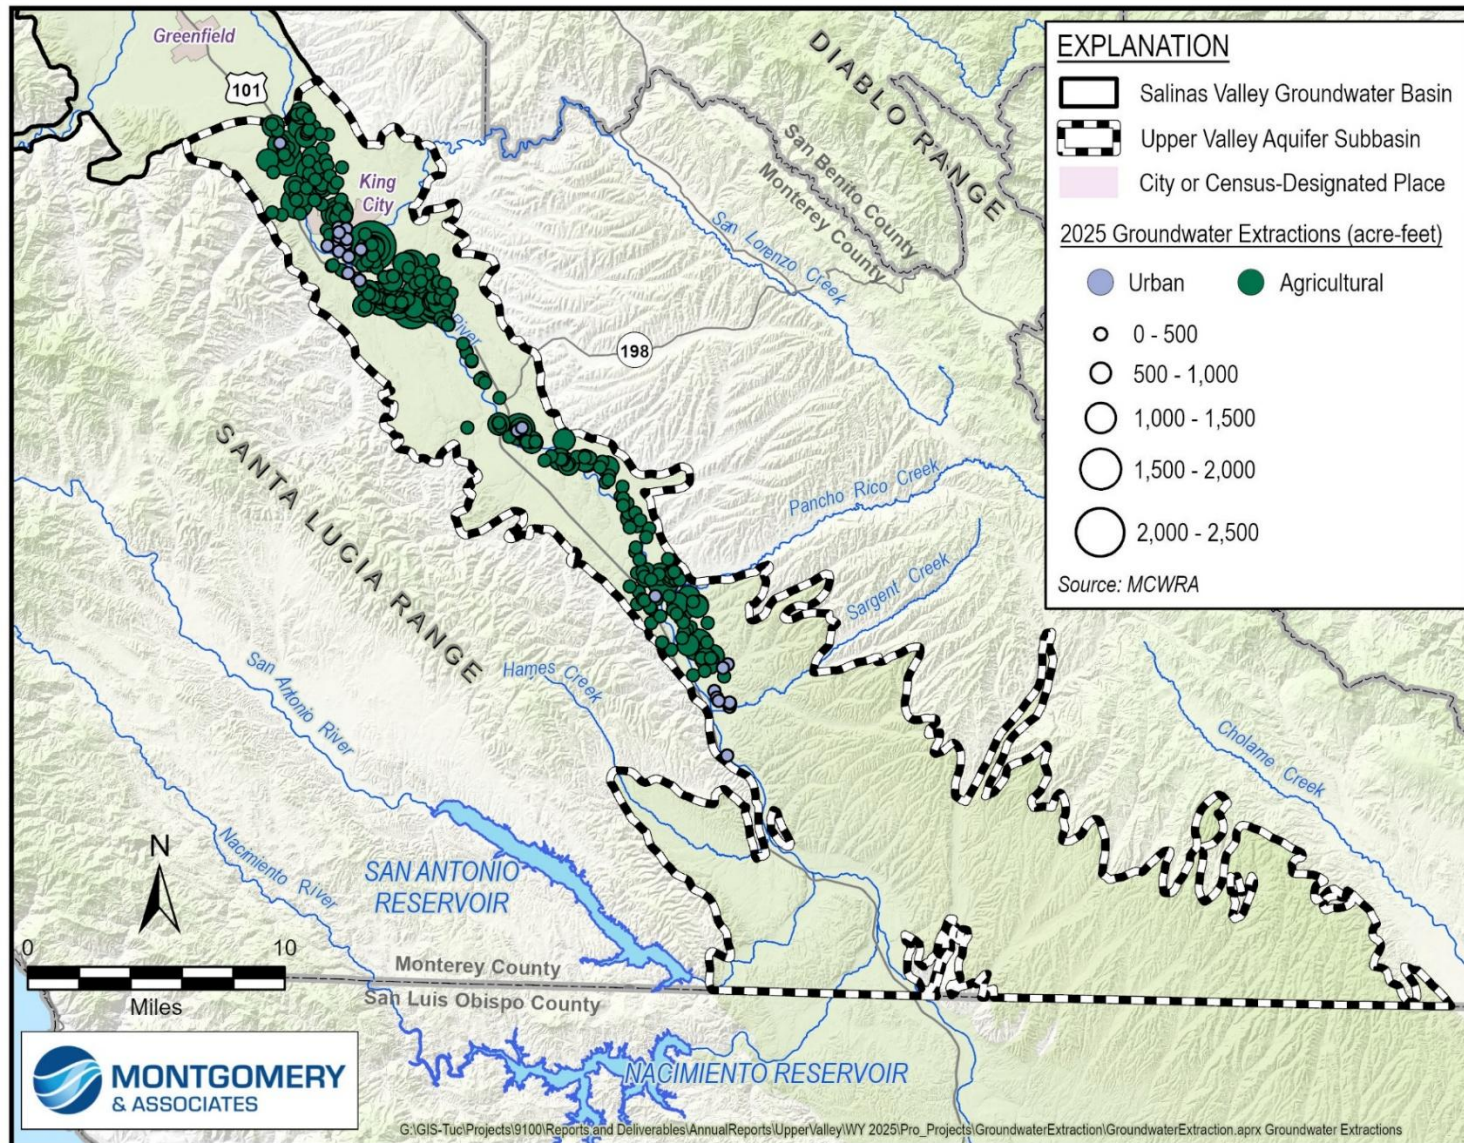 Greenfield
101
King
City
River
198
DIABLO RANGE
San Benito County
Monterey County
San Lorenzo Creek
SANTA LUCIA RANGE
Pancho Rico Creek
Sargent Creek
Hames Creek
San Antonio River
Nacimiento River
Cholame Creek
SAN ANTONIO
RESERVOIR
NACIMIENTO RESERVOIR
Monterey County
San Luis Obispo County
N
0 10
Miles
EXPLANATION
Salinas Valley Groundwater Basin
Upper Valley Aquifer Subbasin
City or Census-Designated Place
2025 Groundwater Extractions (acre-feet)
Urban Agricultural
0 - 500
500 - 1,000
1,000 - 1,500
1,500 - 2,000
2,000 - 2,500
Source: MCWRA
MONTGOMERY
& ASSOCIATES
G:\GIS-Tuc\Projects\9100\Reports and Deliverables\AnnualReports\UpperValley\WY 2025\Pro_Projects\GroundwaterExtraction\GroundwaterExtraction.aprx Groundwater Extractions